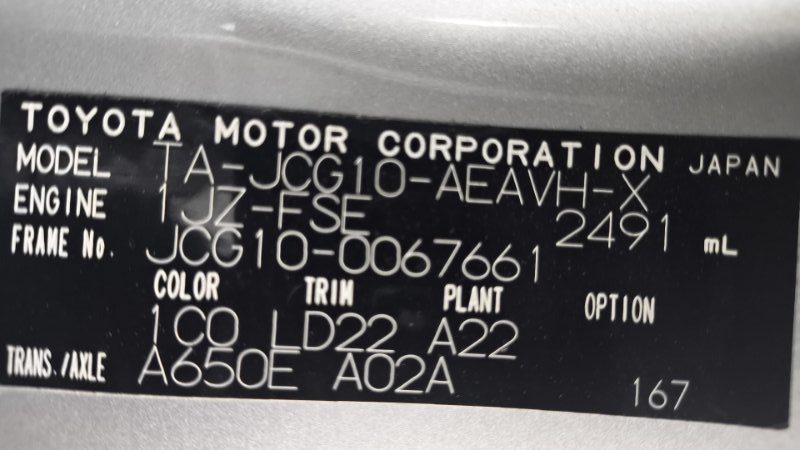 TOYOTA MOTOR CORPORATION JAPAN
MODEL TA-JCG10-AEAVH-X
ENGINE 1JZ-FSE 2491 mL
FRAME No. JCG10-0067661
COLOR TRIM PLANT OPTION
1C0 LD22 A22
TRANS./AXLE A650E A02A 167